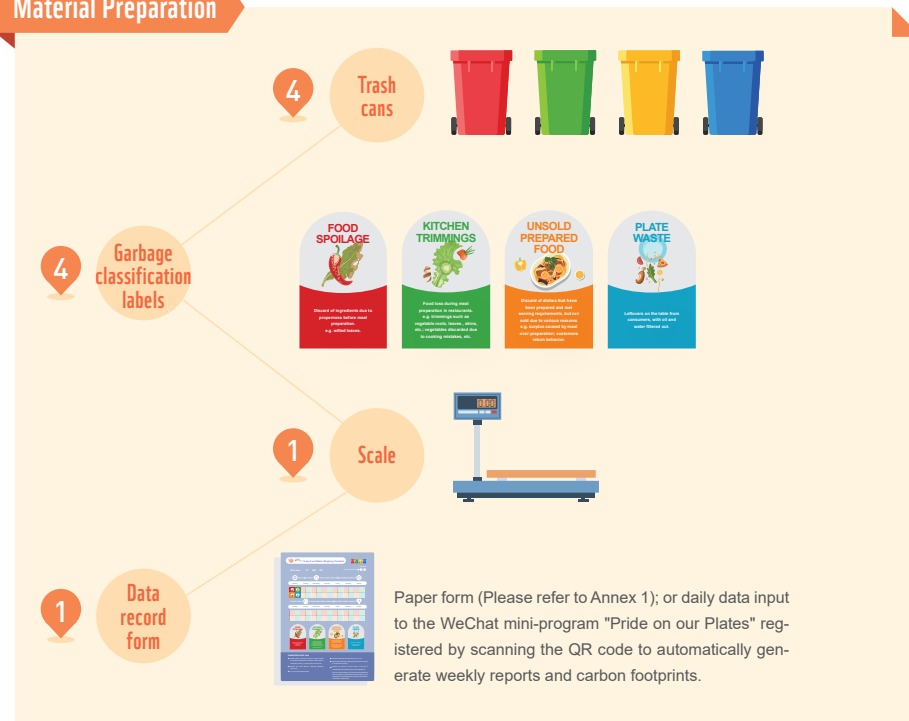 Material Preparation
4
Trash
cans
4
Garbage
classification
labels
FOOD
SPOILAGE
Discard of ingredients due to
properness before meal
preparation.
e.g. wilted leaves.
KITCHEN
TRIMMINGS
Food loss during meal
preparation in restaurants.
e.g. trimmings such as
vegetable roots, leaves , skins,
etc.; vegetables discarded due
to cooking mistakes, etc.
UNSOLD
PREPARED
FOOD
Discard of dishes that have
been prepared and met
serving requirements, but not
sold due to various reasons.
e.g. surplus caused by meal
over-preparation; customers
return behavior.
PLATE
WASTE
Leftovers on the table from
consumers, with oil and
water filtered out.
1
Scale
1
Data
record
form
Paper form (Please refer to Annex 1); or daily data input
to the WeChat mini-program "Pride on our Plates" reg-
istered by scanning the QR code to automatically gen-
erate weekly reports and carbon footprints.